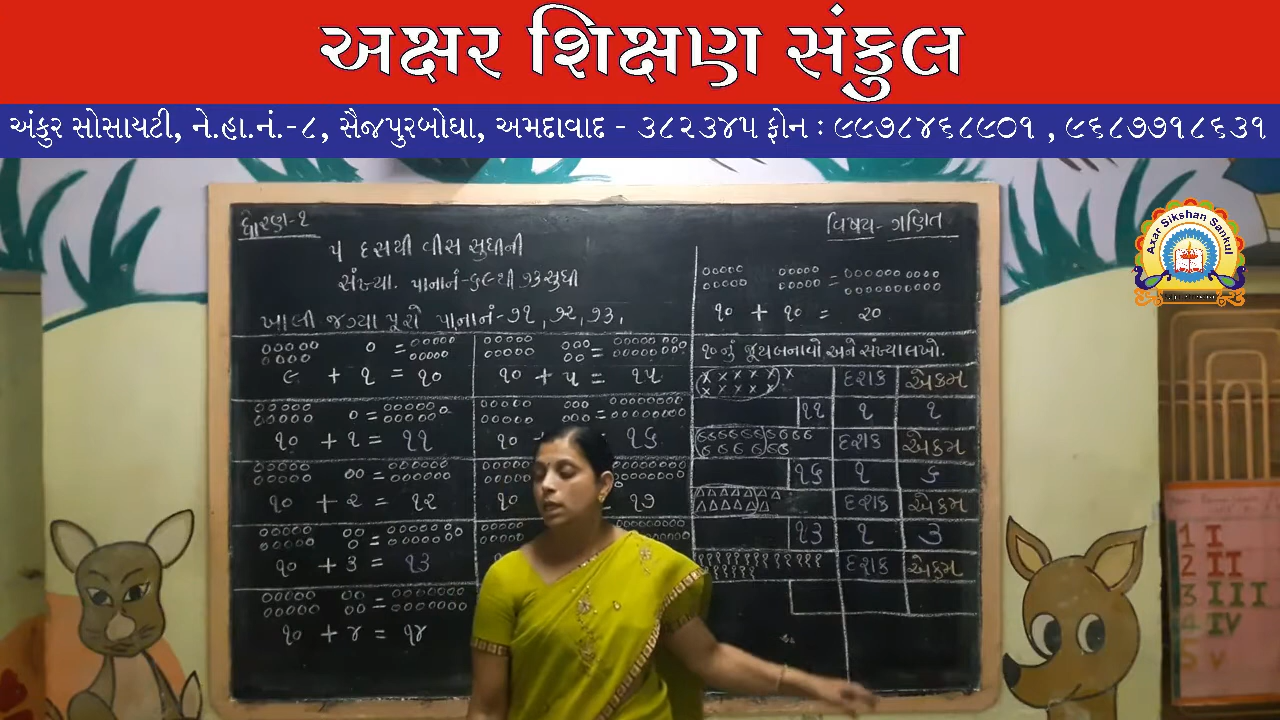 અક્ષર શિક્ષણ સંકુલ
અંકુર સોસાયટી, ને.હા.નં.-૮, સૈજપુરબોઘા, અમદાવાદ - ૩૮૨૩૪૫ ફોન : ૯૯૭૮૪૬૮૯૦૧ , ૯૬૮૭૭૧૮૬૩૧
Axar Sikshan Sankul
ધોરણ-૧
વિષય- ગણિત
૫ દસથી વીસ સુધીની
સંખ્યા. પાનાનં-૬૯થી ૭૩ સુધી
ખાલી જગ્યા પૂરો પાનાનં-૭૧, ૭૨, ૭૩,
૯ + ૧ = ૧૦
૧૦ + ૧ = ૧૧
૧૦ + ૨ = ૧૨
૧૦ + ૩ = ૧૩
૧૦ + ૪ = ૧૪
૧૦ + ૫ = ૧૫
૧૦ ૧૬
૧૦ ૧૭
૧૦ + ૧૦ = ૨૦
૧૦નું જૂથ બનાવો અને સંખ્યા લખો.
દશક એકમ
૧૧ ૧ ૧
દશક એકમ
૧૬ ૧ ૬
દશક એકમ
૧૩ ૧ ૩
દશક એકમ
1 I
2 II
3 III
4 IV
5 V